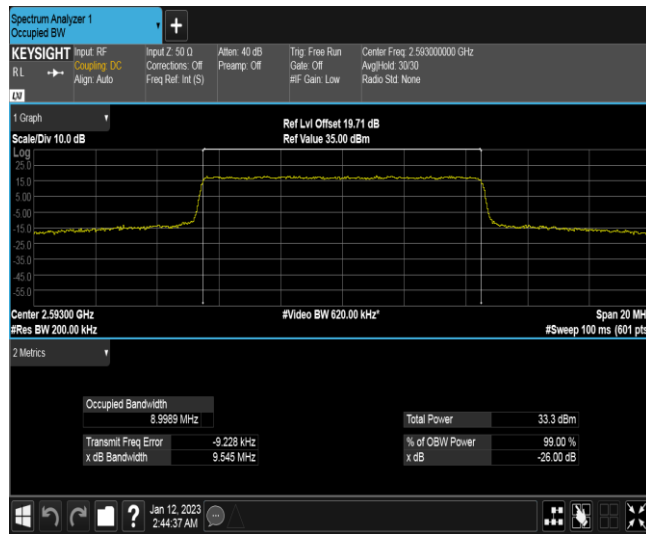 Spectrum Analyzer 1
Occupied BW
+
KEYSIGHT Input: RF Input Z: 50 Ω Atten: 40 dB Trig: Free Run Center Freq: 2.593000000 GHz
RL Coupling: DC Corrections: Off Preamp: Off Gate: Off Avg|Hold: 30/30
Align: Auto Freq Ref: Int (S) #IF Gain: Low Radio Std: None
LXI
1 Graph Ref Lvl Offset 19.71 dB
Scale/Div 10.0 dB Ref Value 35.00 dBm
Log
25.0
15.0
5.00
-5.00
-15.0
-25.0
-35.0
-45.0
-55.0
Center 2.59300 GHz #Video BW 620.00 kHz* Span 20 MH
#Res BW 200.00 kHz #Sweep 100 ms (601 pts
2 Metrics
Occupied Bandwidth
8.9989 MHz Total Power 33.3 dBm
Transmit Freq Error -9.228 kHz % of OBW Power 99.00 %
x dB Bandwidth 9.545 MHz x dB -26.00 dB
? Jan 12, 2023
2:44:37 AM